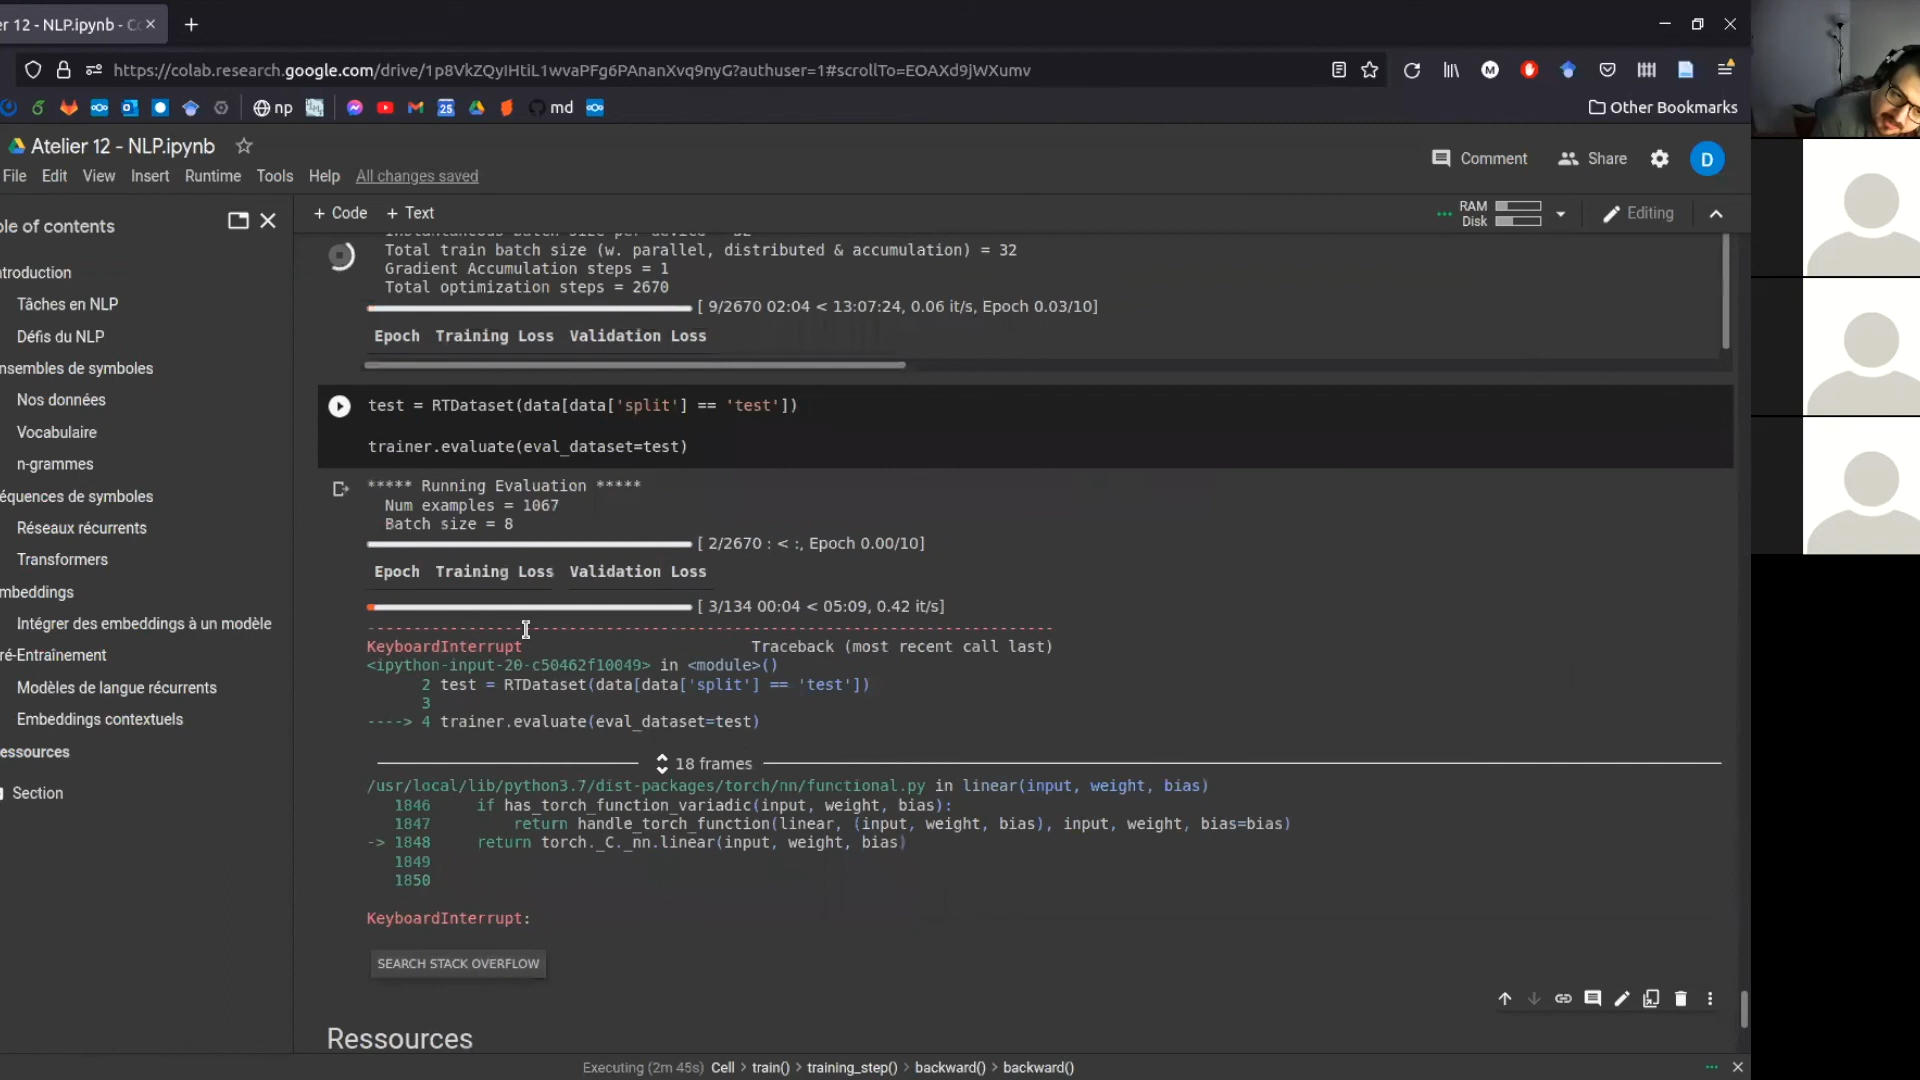 er 12 - NLP.ipynb - C
https://colab.research.google.com/drive/1p8VkZQyIHtiL1wvaPFg6PAnanXvq9nyG?authuser=1#scrollTo=EOAXd9jWXumv
np
25
md
Other Bookmarks
Atelier 12 - NLP.ipynb
Comment
Share
D
File Edit View Insert Runtime Tools Help All changes saved
ble of contents
+ Code + Text
RAM
Disk
Editing
ntroduction
Tâches en NLP
Défis du NLP
nsembles de symboles
Nos données
Vocabulaire
n-grammes
équences de symboles
Réseaux récurrents
Transformers
mbeddings
Intégrer des embeddings à un modèle
ré-Entraînement
Modèles de langue récurrents
Embeddings contextuels
essources
Section
Instantaneous batch size per device = 32
Total train batch size (w. parallel, distributed & accumulation) = 32
Gradient Accumulation steps = 1
Total optimization steps = 2670
[ 9/2670 02:04 < 13:07:24, 0.06 it/s, Epoch 0.03/10]
Epoch Training Loss Validation Loss
test = RTDataset(data[data['split'] == 'test'])
trainer.evaluate(eval_dataset=test)
***** Running Evaluation *****
Num examples = 1067
Batch size = 8
[ 2/2670 : < :, Epoch 0.00/10]
Epoch Training Loss Validation Loss
[ 3/134 00:04 < 05:09, 0.42 it/s]
---------------------------------------------------------------------------
KeyboardInterrupt Traceback (most recent call last)
<ipython-input-20-c50462f10049> in <module>()
2 test = RTDataset(data[data['split'] == 'test'])
3
----> 4 trainer.evaluate(eval_dataset=test)
18 frames
/usr/local/lib/python3.7/dist-packages/torch/nn/functional.py in linear(input, weight, bias)
1846 if has_torch_function_variadic(input, weight, bias):
1847 return handle_torch_function(linear, (input, weight, bias), input, weight, bias=bias)
-> 1848 return torch._C._nn.linear(input, weight, bias)
1849
1850
KeyboardInterrupt:
SEARCH STACK OVERFLOW
Ressources
Executing (2m 45s) Cell > train() > training_step() > backward() > backward()